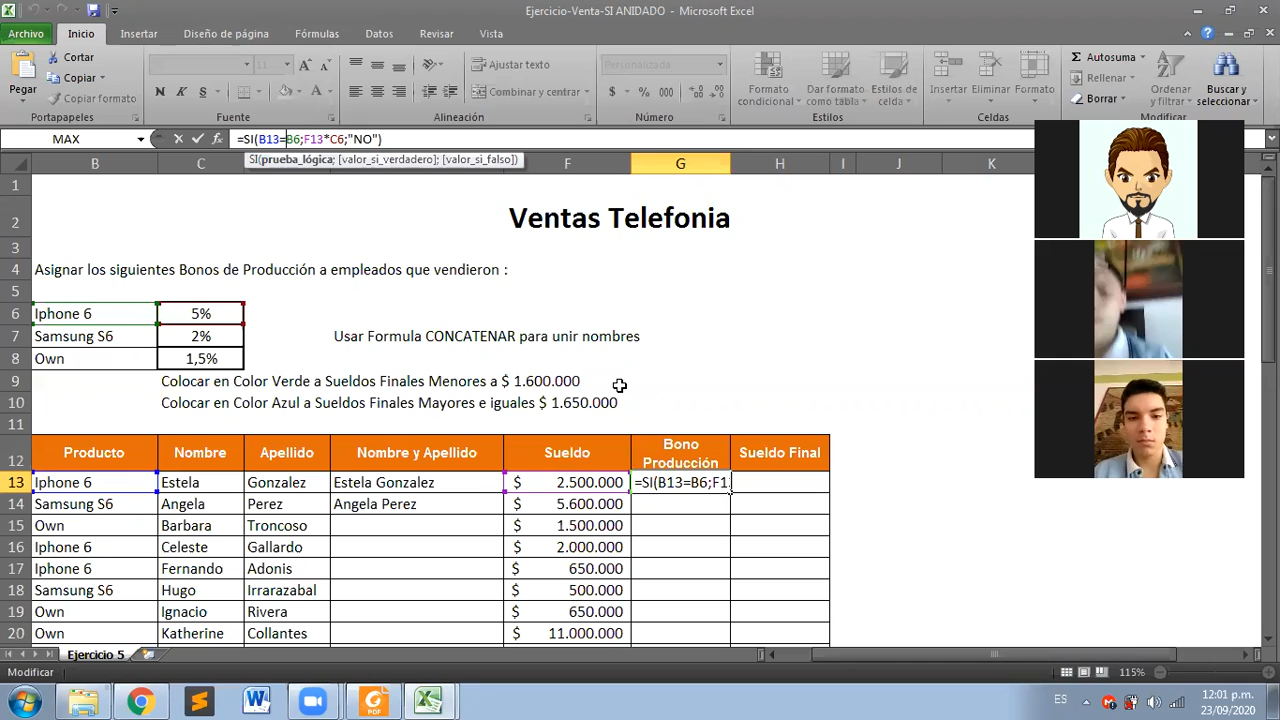 Ejercicio-Venta-SI ANIDADO - Microsoft Excel
Archivo Inicio Insertar Diseño de página Fórmulas Datos Revisar Vista
Pegar
Cortar
Copiar
Copiar formato
Portapapeles
11
N K S
Fuente
Ajustar texto
Combinar y centrar
Alineación
Personalizada
$ % 000
Número
Formato condicional
Dar formato como tabla
Estilos de celda
Estilos
Insertar Eliminar Formato
Celdas
Autosuma
Rellenar
Borrar
Ordenar y filtrar
Buscar y seleccionar
Modificar
MAX
=SI(B13=B6;F13*C6;"NO")
SI(prueba_lógica; [valor_si_verdadero]; [valor_si_falso])
B C F G H I J K
1
2 Ventas Telefonia
3
4 Asignar los siguientes Bonos de Producción a empleados que vendieron :
5
6 Iphone 6 5%
7 Samsung S6 2% Usar Formula CONCATENAR para unir nombres
8 Own 1,5%
9 Colocar en Color Verde a Sueldos Finales Menores a $ 1.600.000
10 Colocar en Color Azul a Sueldos Finales Mayores e iguales $ 1.650.000
11
12 Producto Nombre Apellido Nombre y Apellido Sueldo Bono Producción Sueldo Final
13 Iphone 6 Estela Gonzalez Estela Gonzalez $ 2.500.000 =SI(B13=B6;F13
14 Samsung S6 Angela Perez Angela Perez $ 5.600.000
15 Own Barbara Troncoso $ 1.500.000
16 Iphone 6 Celeste Gallardo $ 2.000.000
17 Iphone 6 Fernando Adonis $ 650.000
18 Samsung S6 Hugo Irrarazabal $ 500.000
19 Own Ignacio Rivera $ 650.000
20 Own Katherine Collantes $ 11.000.000
Ejercicio 5
Modificar 115%
ES 12:01 p.m.
23/09/2020